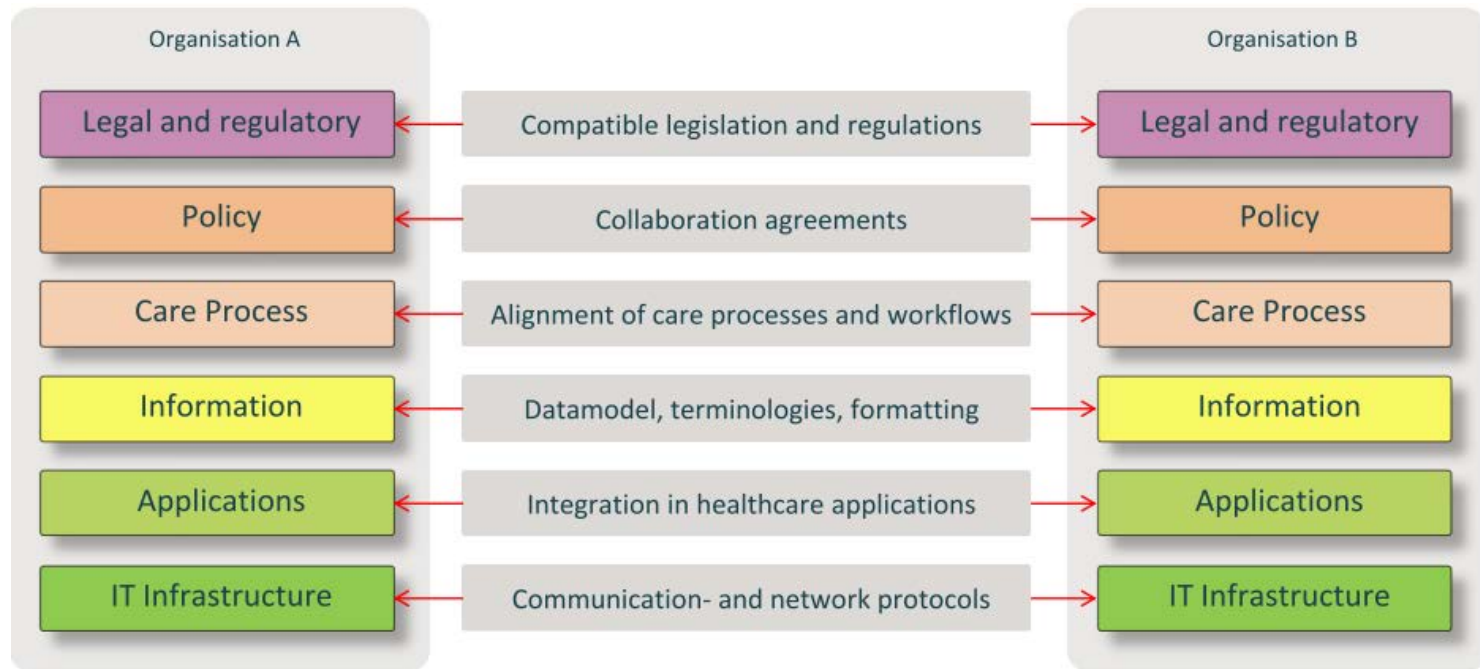 Organisation A
Organisation B
Legal and regulatory
Compatible legislation and regulations
Legal and regulatory
Policy
Collaboration agreements
Policy
Care Process
Alignment of care processes and workflows
Care Process
Information
Datamodel, terminologies, formatting
Information
Applications
Integration in healthcare applications
Applications
IT Infrastructure
Communication- and network protocols
IT Infrastructure